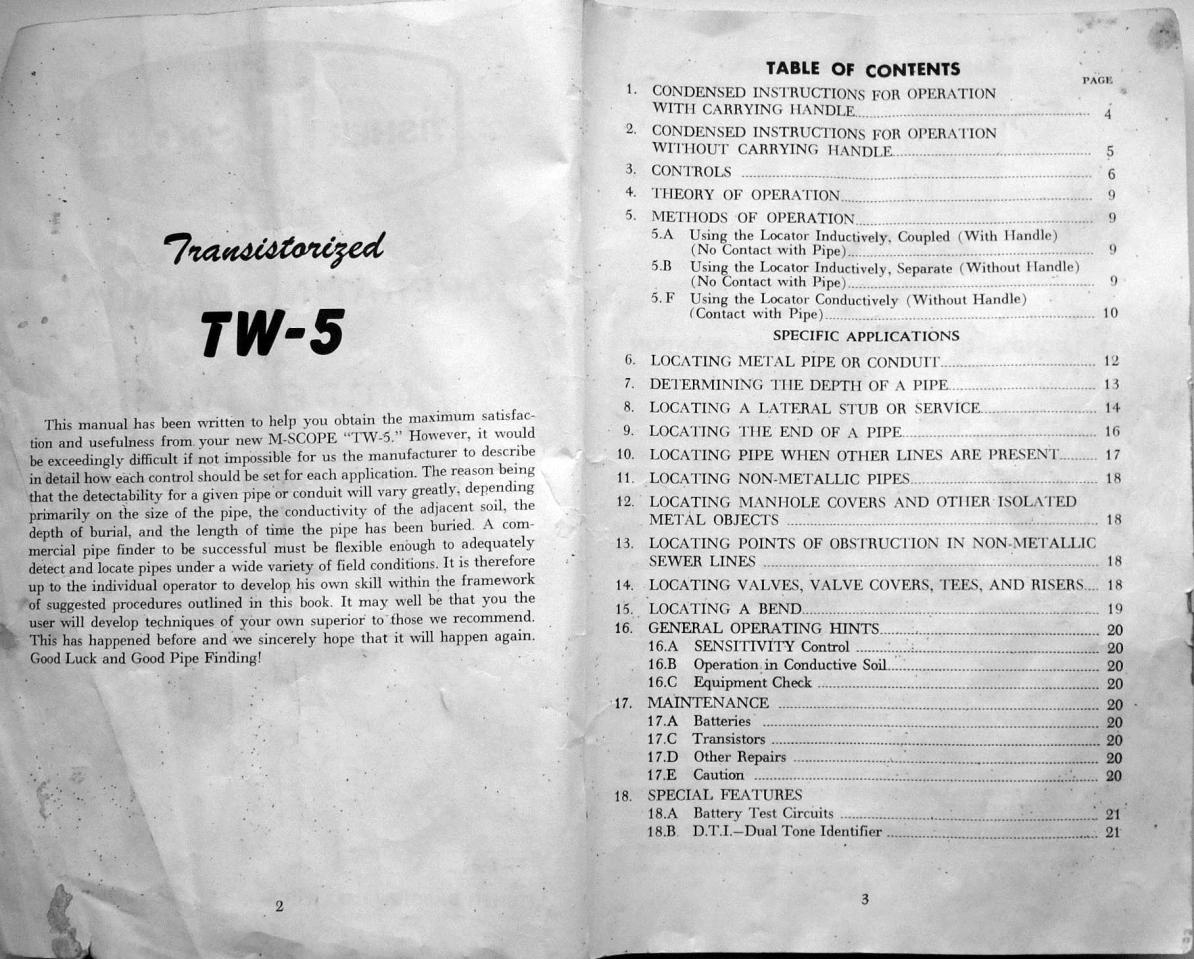 Transistorized
TW-5
This manual has been written to help you obtain the maximum satisfac-
tion and usefulness from your new M-SCOPE “TW-5.” However, it would
be exceedingly difficult if not impossible for us the manufacturer to describe
in detail how each control should be set for each application. The reason being
that the detectability for a given pipe or conduit will vary greatly, depending
primarily on the size of the pipe, the conductivity of the adjacent soil, the
depth of burial, and the length of time the pipe has been buried. A com-
mercial pipe finder to be successful must be flexible enough to adequately
detect and locate pipes under a wide variety of field conditions. It is therefore
up to the individual operator to develop his own skill within the framework
of suggested procedures outlined in this book. It may well be that you the
user will develop techniques of your own superior to those we recommend.
This has happened before and we sincerely hope that it will happen again.
Good Luck and Good Pipe Finding!
2
TABLE OF CONTENTS
PAGE
1. CONDENSED INSTRUCTIONS FOR OPERATION
WITH CARRYING HANDLE 4
2. CONDENSED INSTRUCTIONS FOR OPERATION
WITHOUT CARRYING HANDLE 5
3. CONTROLS 6
4. THEORY OF OPERATION 9
5. METHODS OF OPERATION 9
5.A Using the Locator Inductively, Coupled (With Handle)
(No Contact with Pipe) 9
5.B Using the Locator Inductively, Separate (Without Handle)
(No Contact with Pipe) 9
5.F Using the Locator Conductively (Without Handle)
(Contact with Pipe) 10
SPECIFIC APPLICATIONS
6. LOCATING METAL PIPE OR CONDUIT 12
7. DETERMINING THE DEPTH OF A PIPE 13
8. LOCATING A LATERAL STUB OR SERVICE 14
9. LOCATING THE END OF A PIPE 16
10. LOCATING PIPE WHEN OTHER LINES ARE PRESENT 17
11. LOCATING NON-METALLIC PIPES 18
12. LOCATING MANHOLE COVERS AND OTHER ISOLATED
METAL OBJECTS 18
13. LOCATING POINTS OF OBSTRUCTION IN NON-METALLIC
SEWER LINES 18
14. LOCATING VALVES, VALVE COVERS, TEES, AND RISERS 18
15. LOCATING A BEND 19
16. GENERAL OPERATING HINTS 20
16.A SENSITIVITY Control 20
16.B Operation in Conductive Soil 20
16.C Equipment Check 20
17. MAINTENANCE 20
17.A Batteries 20
17.C Transistors 20
17.D Other Repairs 20
17.E Caution 20
18. SPECIAL FEATURES
18.A Battery Test Circuits 21
18.B D.T.I.—Dual Tone Identifier 21
3